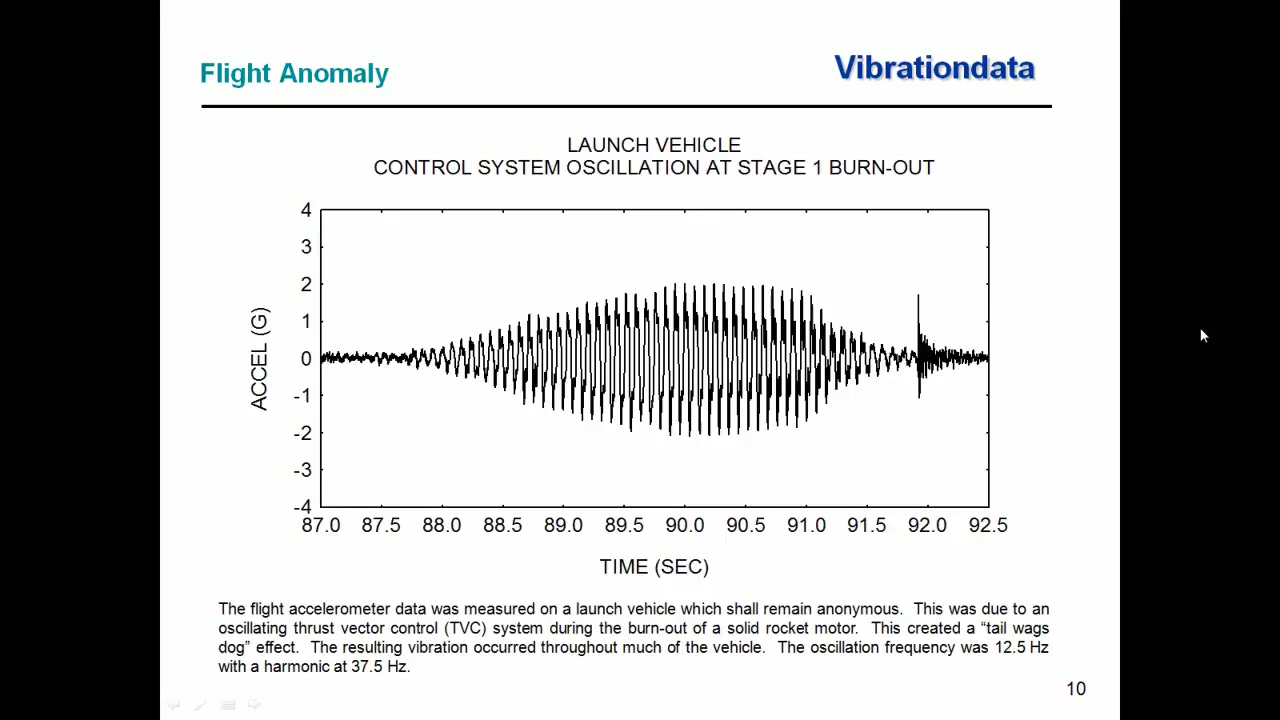 Flight Anomaly
Vibrationdata
LAUNCH VEHICLE
CONTROL SYSTEM OSCILLATION AT STAGE 1 BURN-OUT
4
3
2
1
0
-1
-2
-3
-4
ACCEL (G)
87.0 87.5 88.0 88.5 89.0 89.5 90.0 90.5 91.0 91.5 92.0 92.5
TIME (SEC)
The flight accelerometer data was measured on a launch vehicle which shall remain anonymous. This was due to an
oscillating thrust vector control (TVC) system during the burn-out of a solid rocket motor. This created a “tail wags
dog” effect. The resulting vibration occurred throughout much of the vehicle. The oscillation frequency was 12.5 Hz
with a harmonic at 37.5 Hz.
10